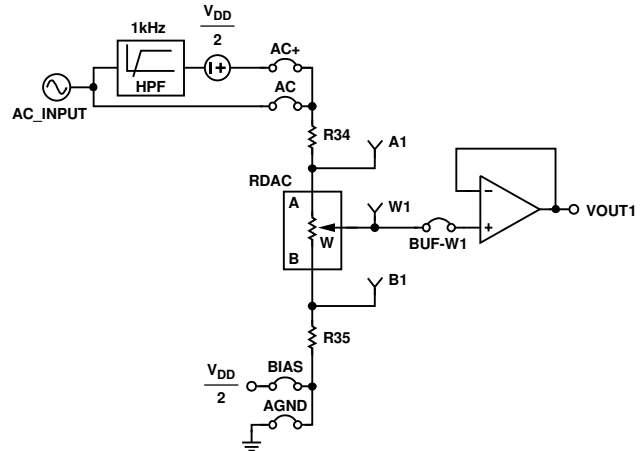 1kHz
VDD
2
AC+
HPF
AC
AC_INPUT
R34
A1
RDAC
A
W1
W
B
BUF-W1
VOUT1
B1
R35
VDD
2
BIAS
AGND